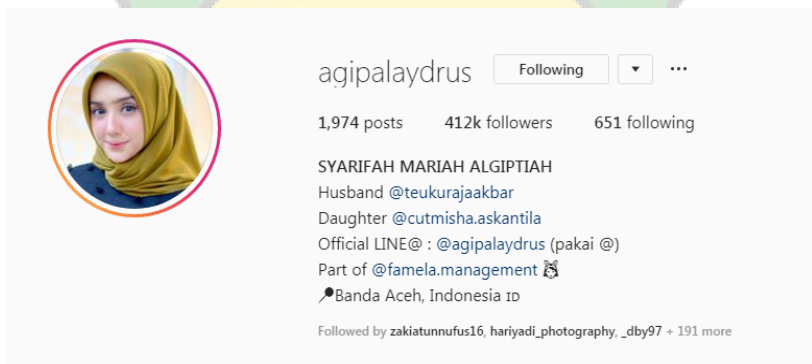 agipalaydrus Following
1,974 posts 412k followers 651 following
SYARIFAH MARIAH ALGIPTIAH
Husband @teukurajaakbar
Daughter @cutmisha.askantila
Official LINE@ : @agipalaydrus (pakai @)
Part of @famela.management
Banda Aceh, Indonesia ID
Followed by zakiatunnufus16, hariyadi_photography, _dby97 + 191 more